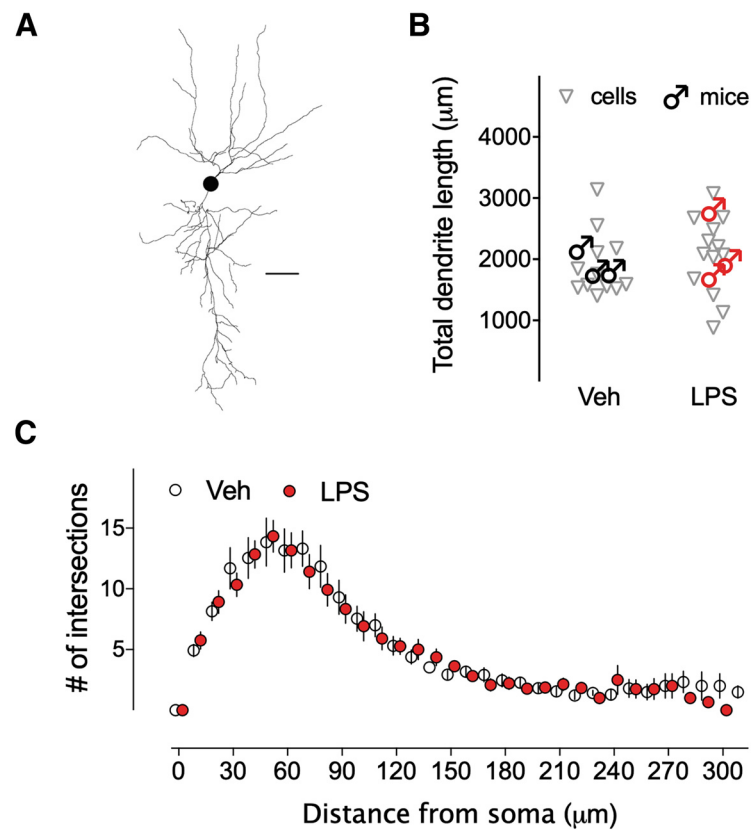 A
B
Total dendrite length (μm)
cells
mice
4000
3000
2000
1000
Veh
LPS
C
Veh
LPS
# of intersections
15
10
5
0
30
60
90
120
150
180
210
240
270
300
Distance from soma (μm)